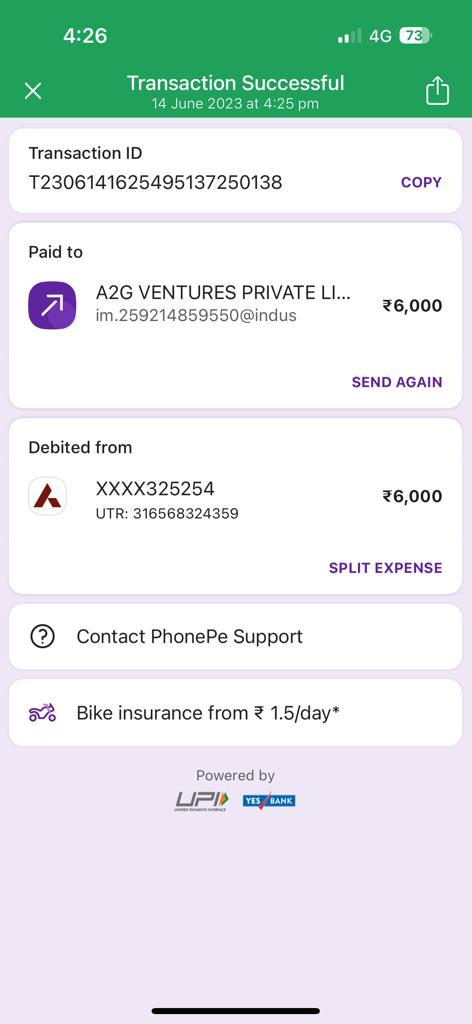 4:26
4G 73
Transaction Successful
14 June 2023 at 4:25 pm
Transaction ID
T2306141625495137250138
COPY
Paid to
A2G VENTURES PRIVATE LI...
₹6,000
im.259214859550@indus
SEND AGAIN
Debited from
XXXX325254
₹6,000
UTR: 316568324359
SPLIT EXPENSE
Contact PhonePe Support
Bike insurance from ₹ 1.5/day*
Powered by
UPI YES BANK
UNIFIED PAYMENTS INTERFACE